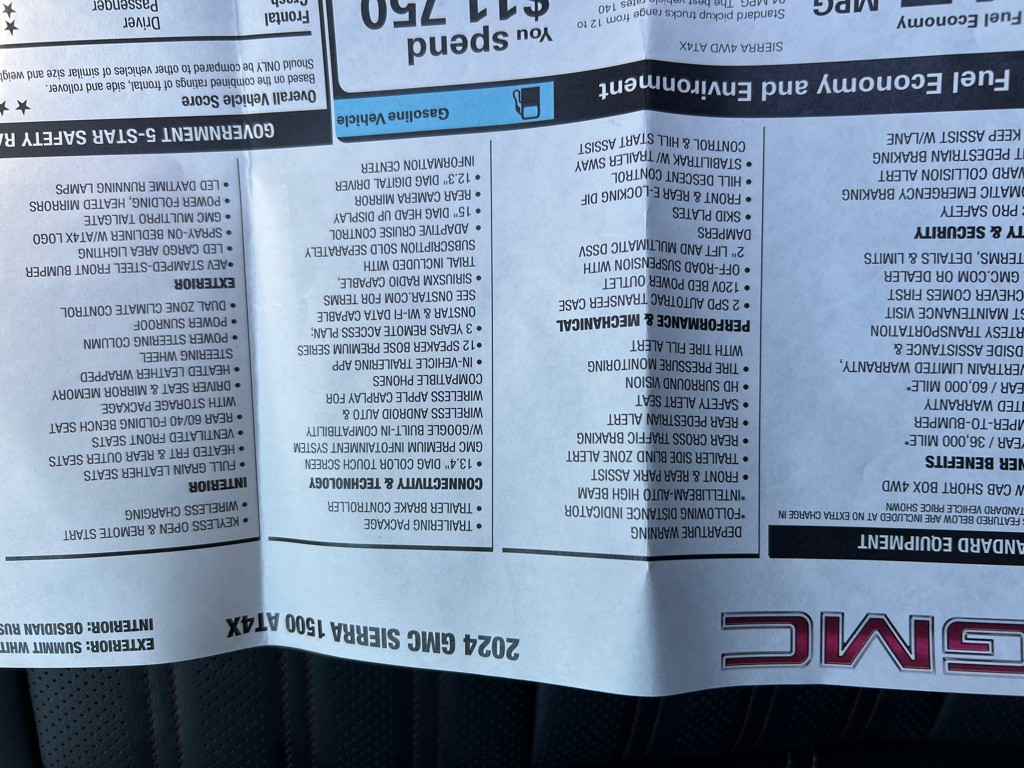 GMC
2024 GMC SIERRA 1500 AT4X
EXTERIOR: SUMMIT WHIT
INTERIOR: OBSIDIAN RUS
ANDARD EQUIPMENT
FEATURED BELOW ARE INCLUDED AT NO EXTRA CHARGE IN
STANDARD VEHICLE PRICE SHOWN
W CAB SHORT BOX 4WD
NER BENEFITS
EAR / 36,000 MILE*
MPER-TO-BUMPER
TED WARRANTY
EAR / 60,000 MILE*
VERTRAIN LIMITED WARRANTY,
DSIDE ASSISTANCE &
RTESY TRANSPORTATION
ST MAINTENANCE VISIT
CHEVER COMES FIRST
GMC.COM OR DEALER
TERMS, DETAILS & LIMITS
TY & SECURITY
PRO SAFETY
OMATIC EMERGENCY BRAKING
WARD COLLISION ALERT
NT PEDESTRIAN BRAKING
KEEP ASSIST W/LANE
DEPARTURE WARNING
*FOLLOWING DISTANCE INDICATOR
*INTELLIBEAM-AUTO HIGH BEAM
• FRONT & REAR PARK ASSIST
• TRAILER SIDE BLIND ZONE ALERT
• REAR CROSS TRAFFIC BRAKING
• REAR PEDESTRIAN ALERT
• SAFETY ALERT SEAT
• HD SURROUND VISION
• TIRE PRESSURE MONITORING
WITH TIRE FILL ALERT
PERFORMANCE & MECHANICAL
• 2 SPD AUTOTRAC TRANSFER CASE
• 120V POWER BED OUTLET
• OFF-ROAD SUSPENSION WITH
2" LIFT AND MULTIMATIC DSSV
DAMPERS
• SKID PLATES
• FRONT & REAR E-LOCKING DIF
• HILL DESCENT CONTROL
• STABILITRAK W/ TRAILER SWAY
CONTROL & HILL START ASSIST
• TRAILERING PACKAGE
• TRAILER BRAKE CONTROLLER
CONNECTIVITY & TECHNOLOGY
• 13.4" DIAG COLOR TOUCH SCREEN
GMC PREMIUM INFOTAINMENT SYSTEM
W/GOOGLE BUILT-IN COMPATIBILITY
WIRELESS ANDROID AUTO &
WIRELESS APPLE CARPLAY FOR
COMPATIBLE PHONES
• IN-VEHICLE TRAILERING APP
•12 SPEAKER BOSE PREMIUM SERIES
• 3 YEARS REMOTE ACCESS PLAN;
ONSTAR & WI-FI DATA CAPABLE
SEE ONSTAR.COM FOR TERMS
• SIRIUSXM RADIO CAPABLE,
TRIAL INCLUDED WITH
SUBSCRIPTION SOLD SEPARATELY
• ADAPTIVE CRUISE CONTROL
• 15" DIAG HEAD UP DISPLAY
• REAR CAMERA MIRROR
• 12.3" DIAG DIGITAL DRIVER
INFORMATION CENTER
• KEYLESS OPEN & REMOTE START
• WIRELESS CHARGING
INTERIOR
• FULL GRAIN LEATHER SEATS
• HEATED FRT & REAR OUTER SEATS
• VENTILATED FRONT SEATS
• REAR 60/40 FOLDING BENCH SEAT
WITH STORAGE PACKAGE
• DRIVER SEAT & MIRROR MEMORY
• HEATED LEATHER WRAPPED
STEERING WHEEL
• POWER STEERING COLUMN
• POWER SUNROOF
• DUAL ZONE CLIMATE CONTROL
EXTERIOR
•AEV STAMPED-STEEL FRONT BUMPER
• LED CARGO AREA LIGHTING
• SPRAY-ON BEDLINER W/AT4X LOGO
• GMC MULTIPRO TAILGATE
• POWER FOLDING, HEATED MIRRORS
• LED DAYTIME RUNNING LAMPS
Fuel Economy and Environment
Gasoline Vehicle
Fuel Economy
MPG
SIERRA 4WD AT4X
Standard pickup trucks range from 12 to
You spend
$11,750
GOVERNMENT 5-STAR SAFETY RA
Overall Vehicle Score
Based on the combined ratings of frontal, side and rollover.
Should ONLY be compared to other vehicles of similar size and weigh
Frontal
Crash
Driver
Passenger